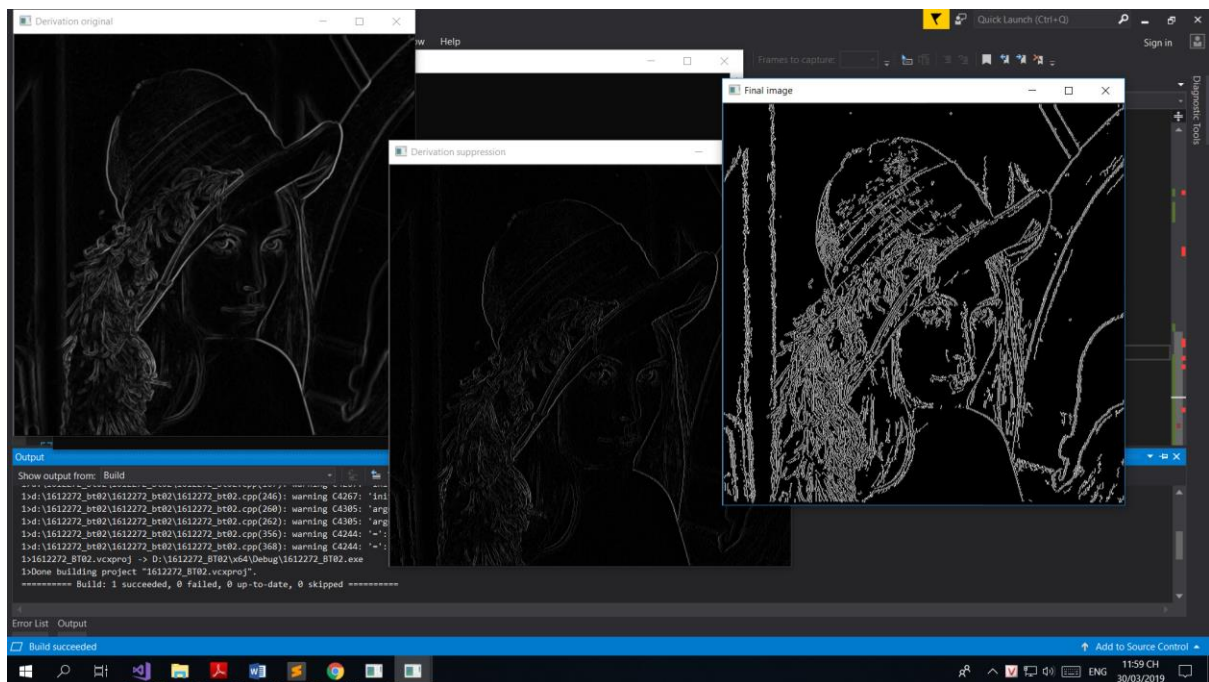 Derivation original
Quick Launch (Ctrl+Q)
Help
Sign in
Frames to capture:
Final image
Diagnostic Tools
Derivation suppression
57
Output
Show output from: Build
1>d:\1612272_bt02\1612272_bt02\1612272_bt02.cpp(246): warning C4267: 'ini
1>d:\1612272_bt02\1612272_bt02\1612272_bt02.cpp(260): warning C4305: 'arg
1>d:\1612272_bt02\1612272_bt02\1612272_bt02.cpp(262): warning C4305: 'arg
1>d:\1612272_bt02\1612272_bt02\1612272_bt02.cpp(356): warning C4244: '=':
1>d:\1612272_bt02\1612272_bt02\1612272_bt02.cpp(368): warning C4244: '=':
1>1612272_BT02.vcxproj -> D:\1612272_BT02\x64\Debug\1612272_BT02.exe
1>Done building project "1612272_BT02.vcxproj".
========== Build: 1 succeeded, 0 failed, 0 up-to-date, 0 skipped ==========
Error List Output
Build succeeded
Add to Source Control
ENG
11:59 CH
30/03/2019